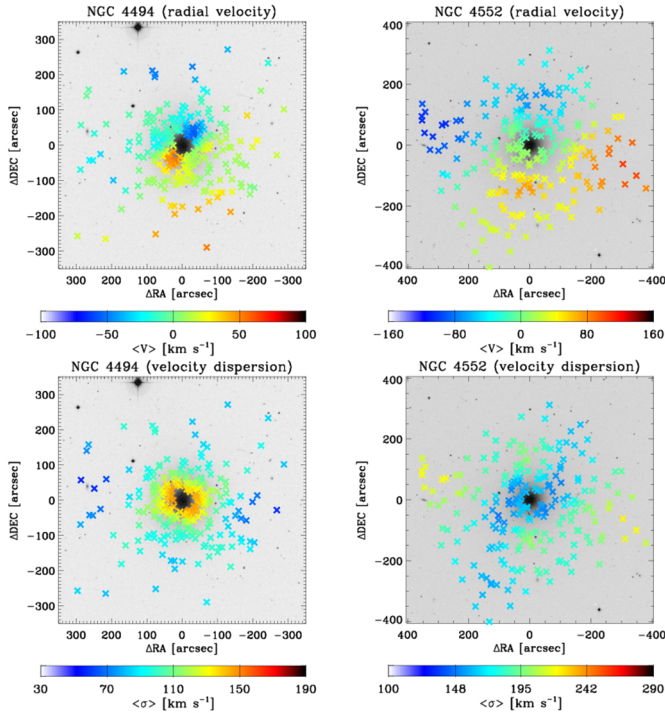 NGC 4494 (radial velocity)
NGC 4552 (radial velocity)
300
200
100
0
−100
−200
−300
ΔDEC [arcsec]
300 200 100 0 −100 −200 −300
ΔRA [arcsec]
400
200
0
−200
−400
ΔDEC [arcsec]
400 200 0 −200 −400
ΔRA [arcsec]
−100 −50 0 50 100
<V> [km s⁻¹]
−160 −80 0 80 160
<V> [km s⁻¹]
NGC 4494 (velocity dispersion)
NGC 4552 (velocity dispersion)
300
200
100
0
−100
−200
−300
ΔDEC [arcsec]
300 200 100 0 −100 −200 −300
ΔRA [arcsec]
400
200
0
−200
−400
ΔDEC [arcsec]
400 200 0 −200 −400
ΔRA [arcsec]
30 70 110 150 190
<σ> [km s⁻¹]
100 148 195 242 290
<σ> [km s⁻¹]